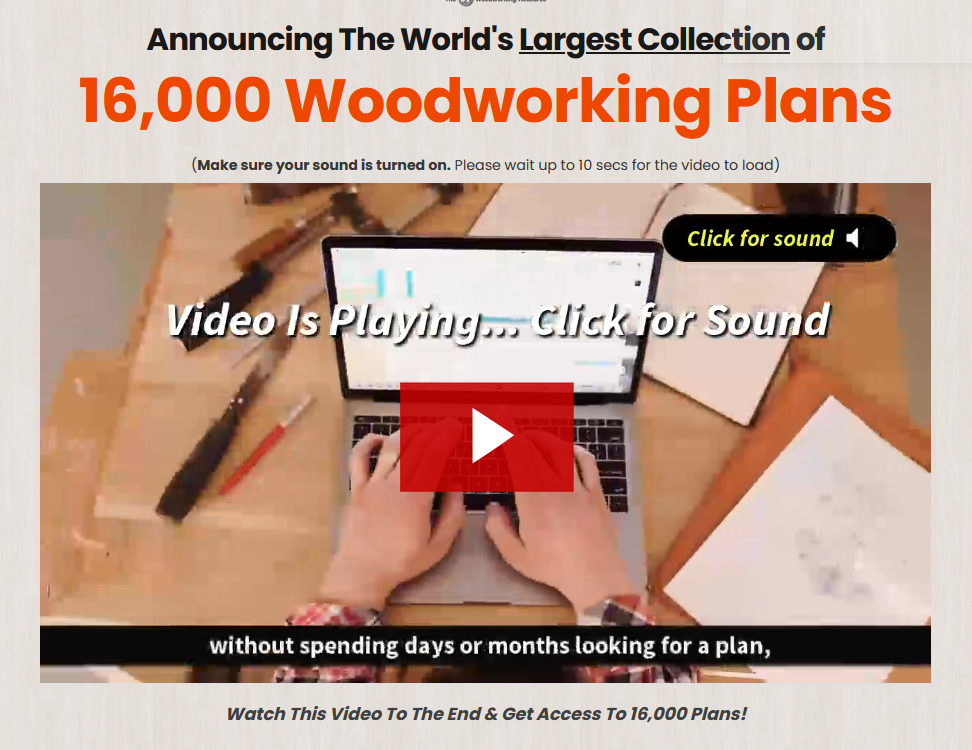 Announcing The World's Largest Collection of
16,000 Woodworking Plans
(Make sure your sound is turned on. Please wait up to 10 secs for the video to load)
Click for sound
Video Is Playing... Click for Sound
without spending days or months looking for a plan,
Watch This Video To The End & Get Access To 16,000 Plans!